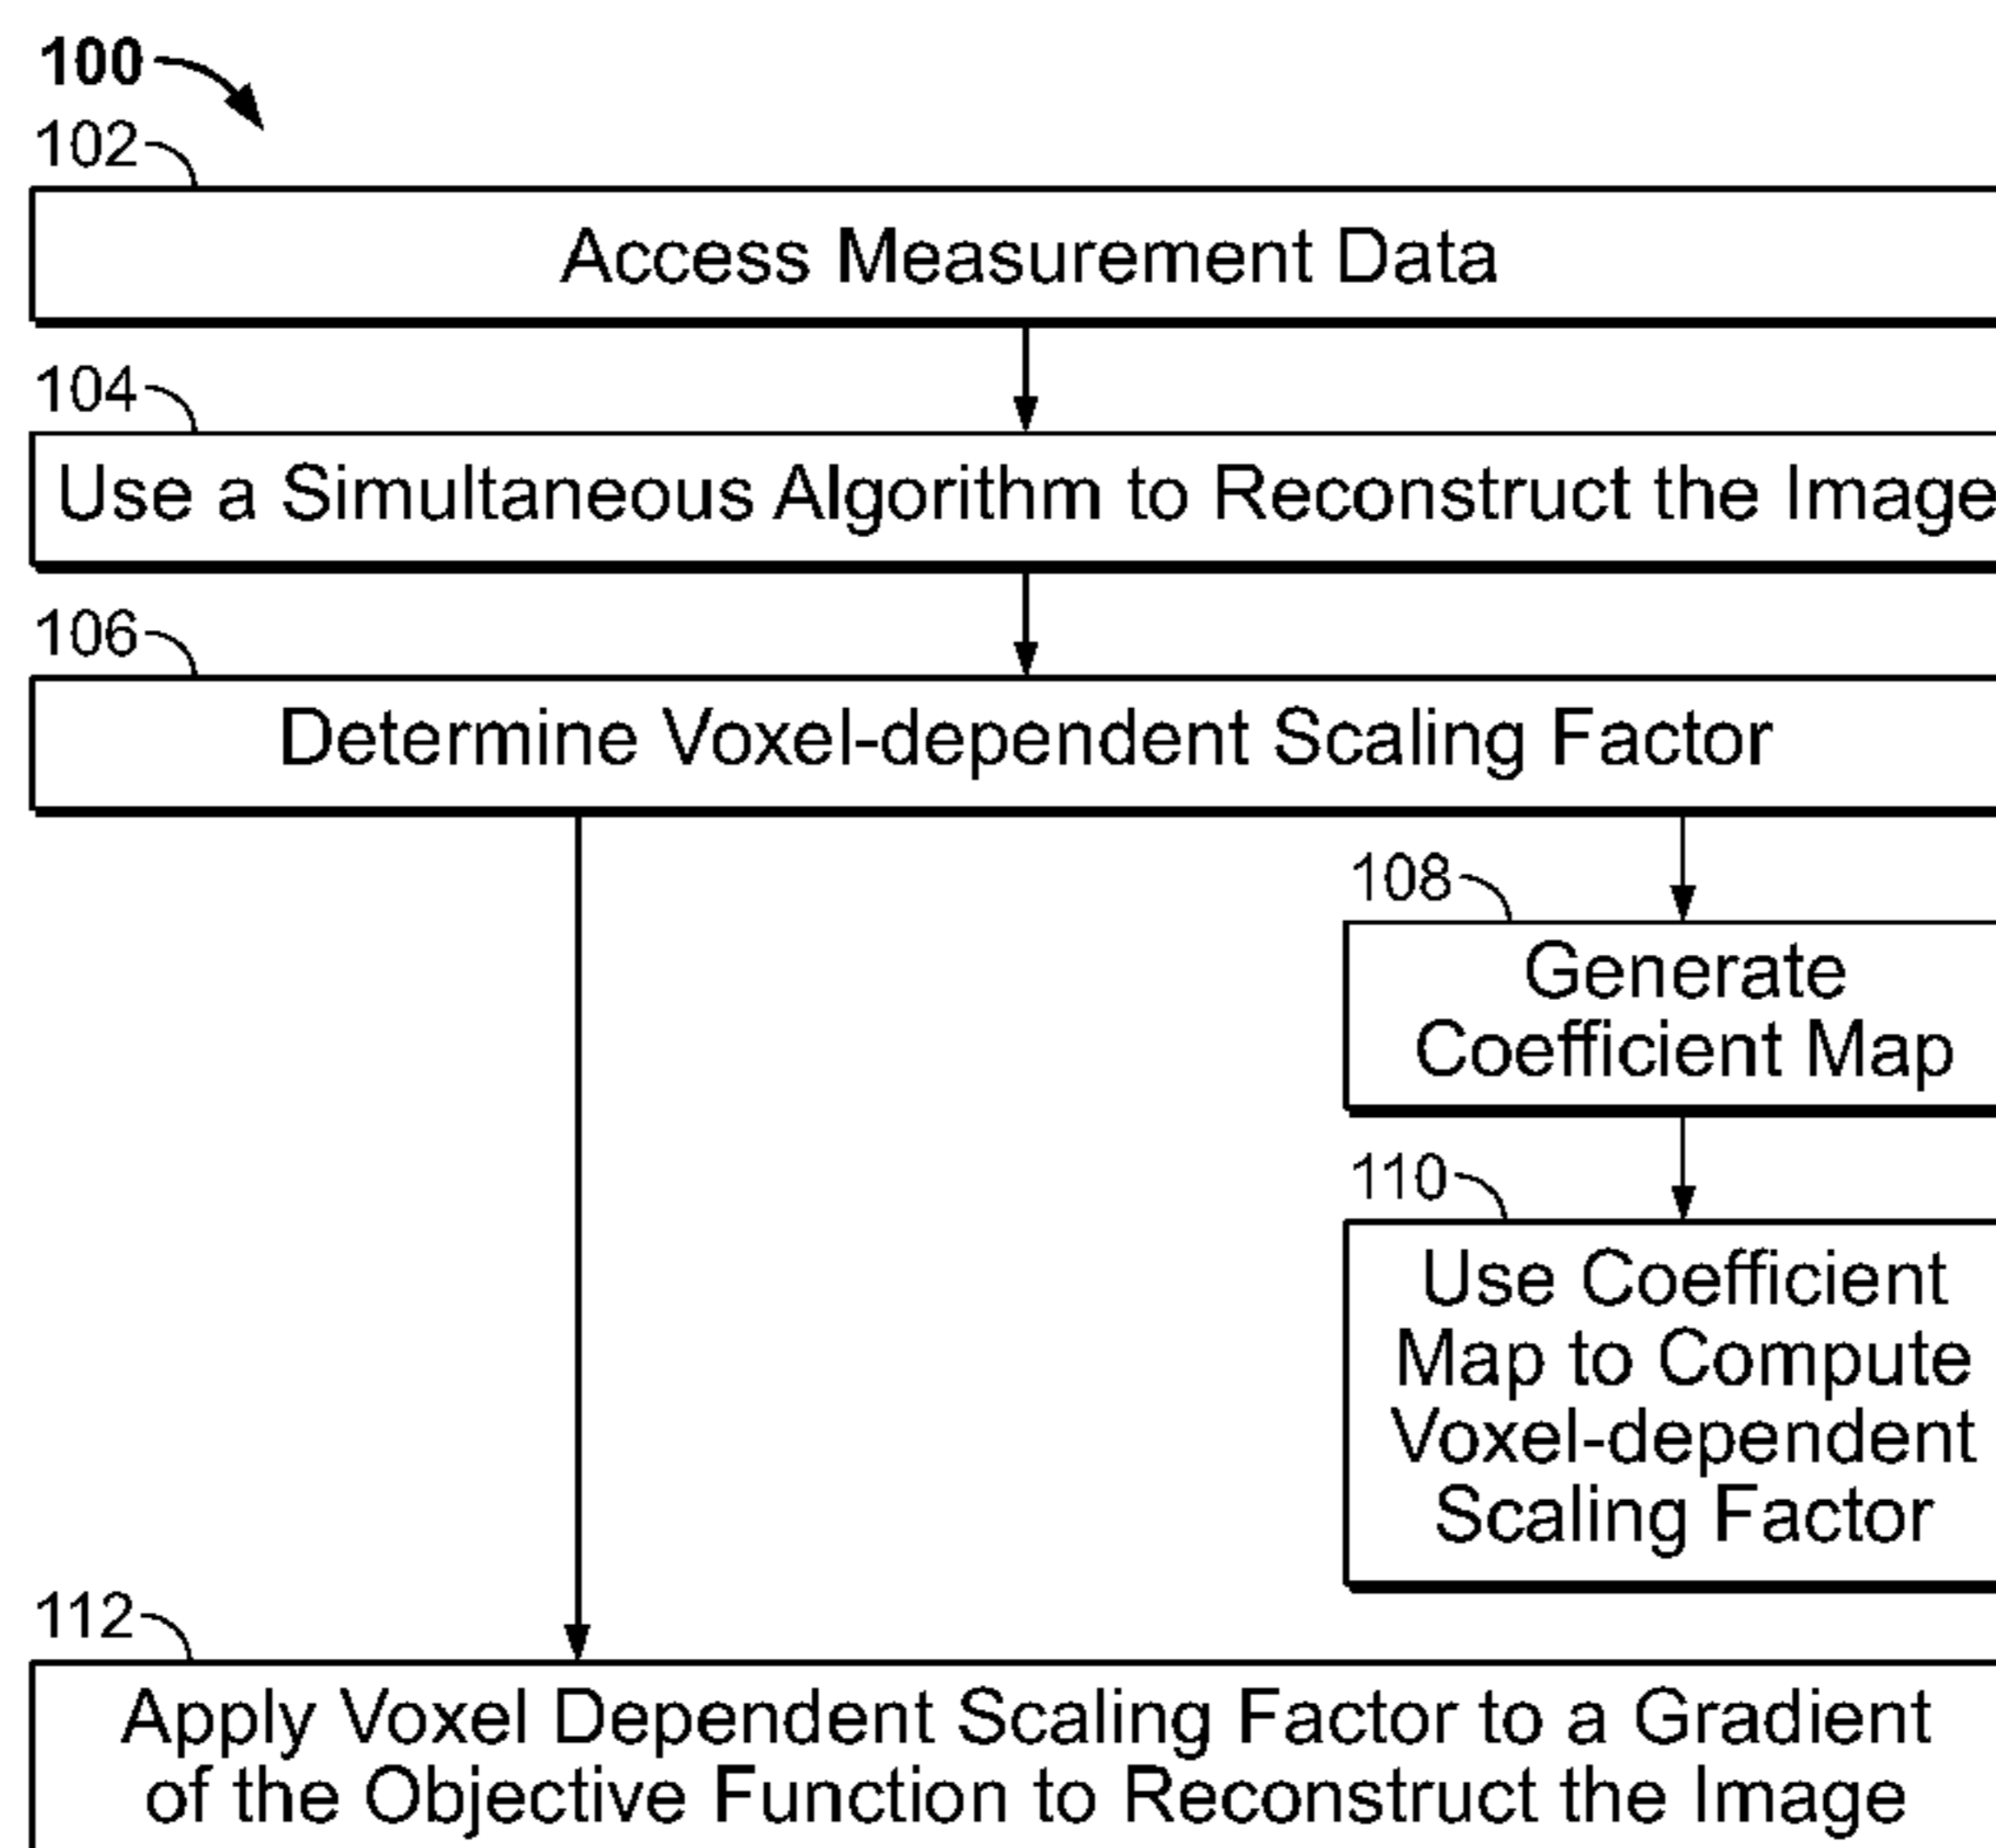 100
102
Access Measurement Data
104
Use a Simultaneous Algorithm to Reconstruct the Image
106
Determine Voxel-dependent Scaling Factor
108
Generate
Coefficient Map
110
Use Coefficient
Map to Compute
Voxel-dependent
Scaling Factor
112
Apply Voxel Dependent Scaling Factor to a Gradient
of the Objective Function to Reconstruct the Image